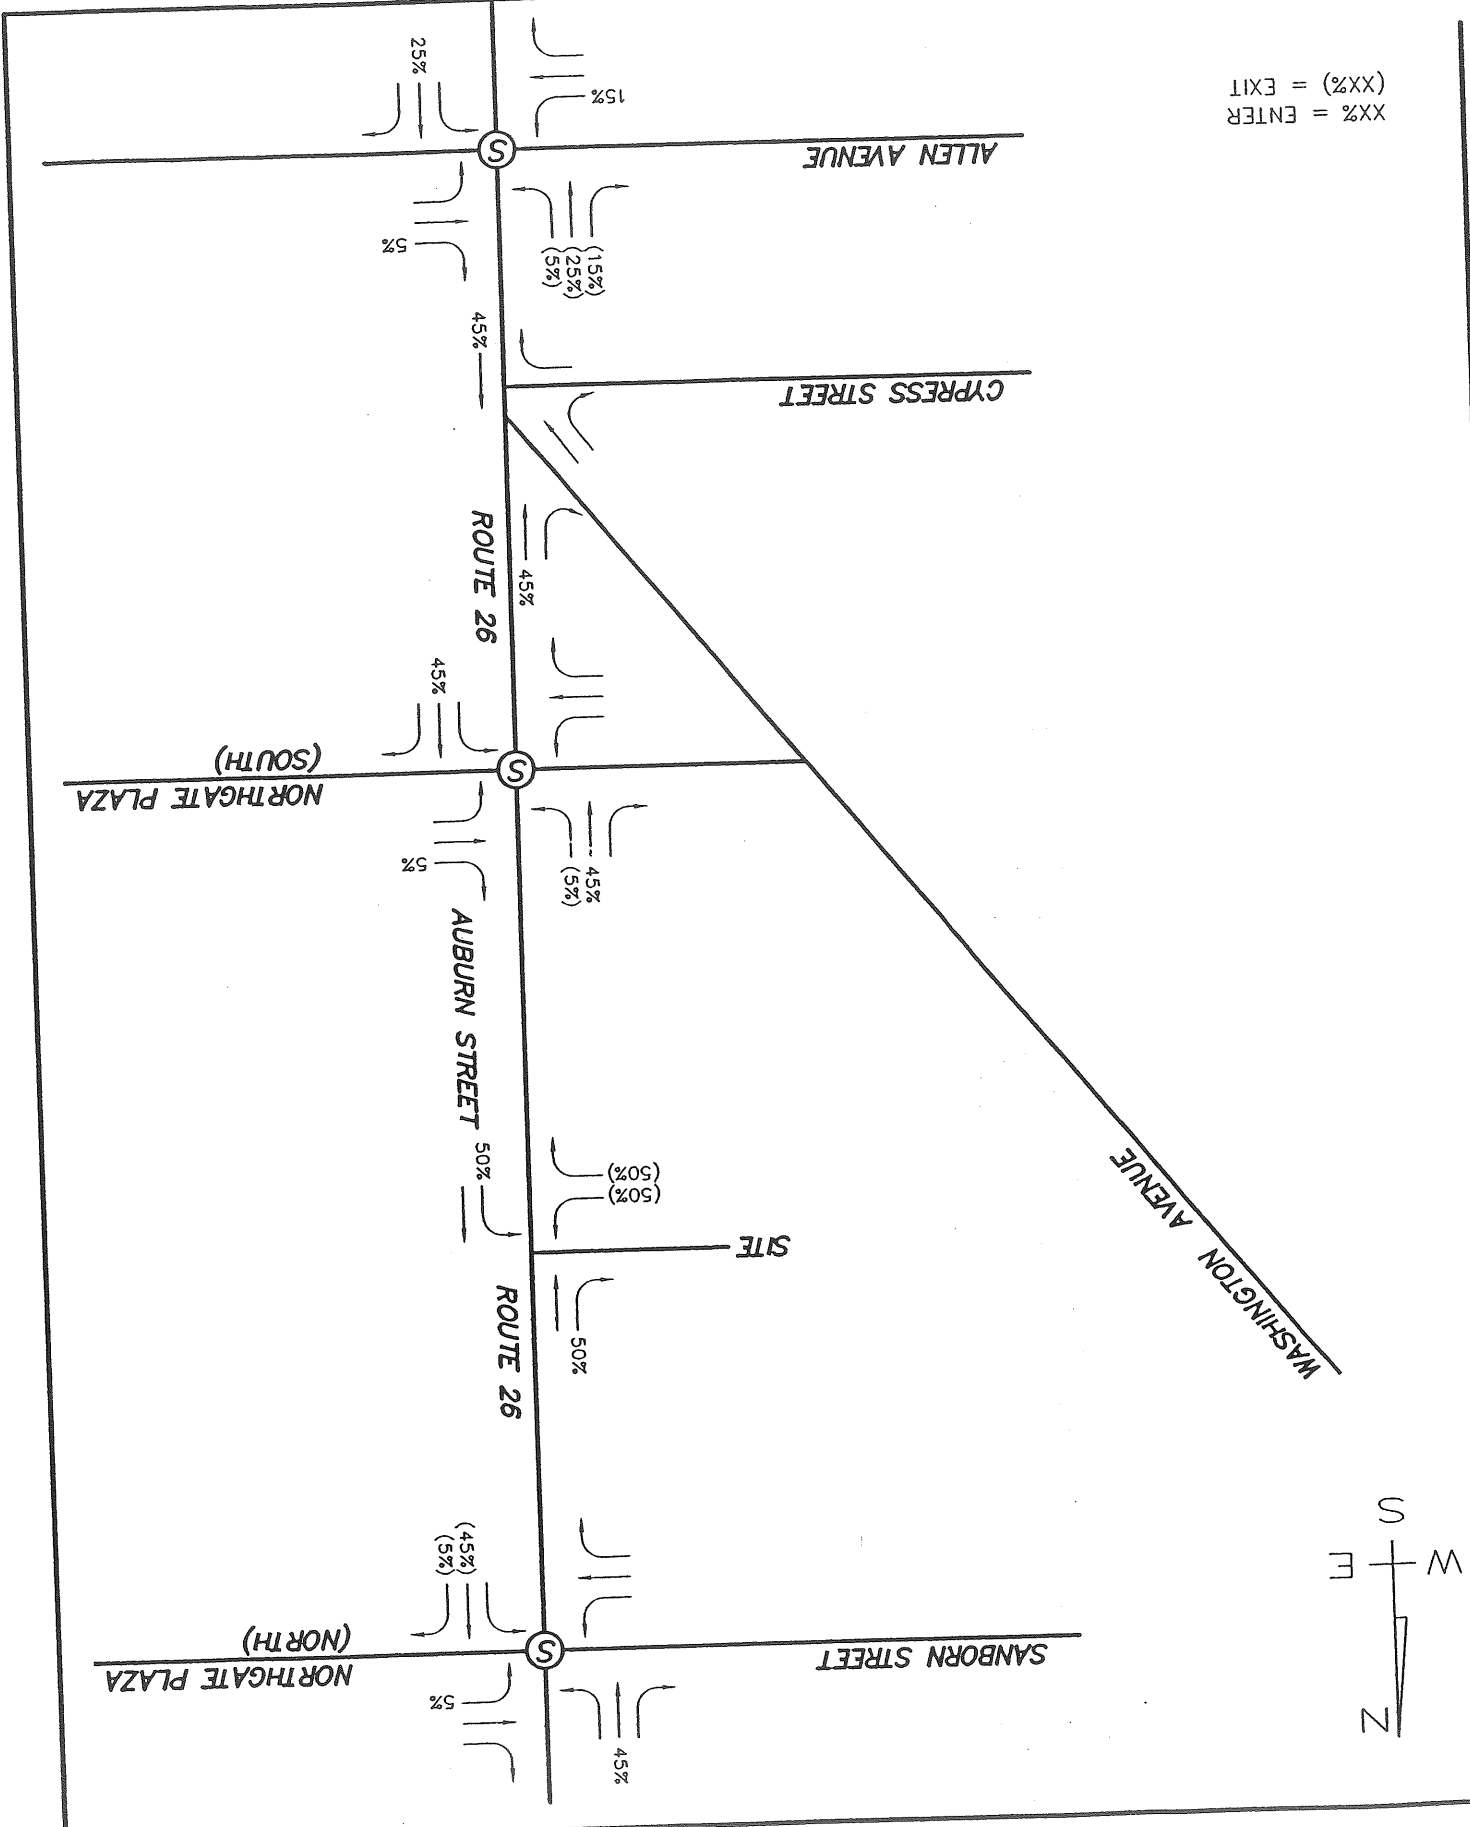 XX% = ENTER
(XX%) = EXIT
N
W E
S
SANBORN STREET
NORTHGATE PLAZA
(NORTH)
45%
5%
(45%)
(5%)
ROUTE 26
SITE
50%
(50%)
(50%)
50%
AUBURN STREET
WASHINGTON AVENUE
NORTHGATE PLAZA
(SOUTH)
S
S
S
5%
45%
(5%)
45%
45%
ROUTE 26
CYPRESS STREET
45%
ALLEN AVENUE
(15%)
(25%)
(5%)
5%
15%
25%